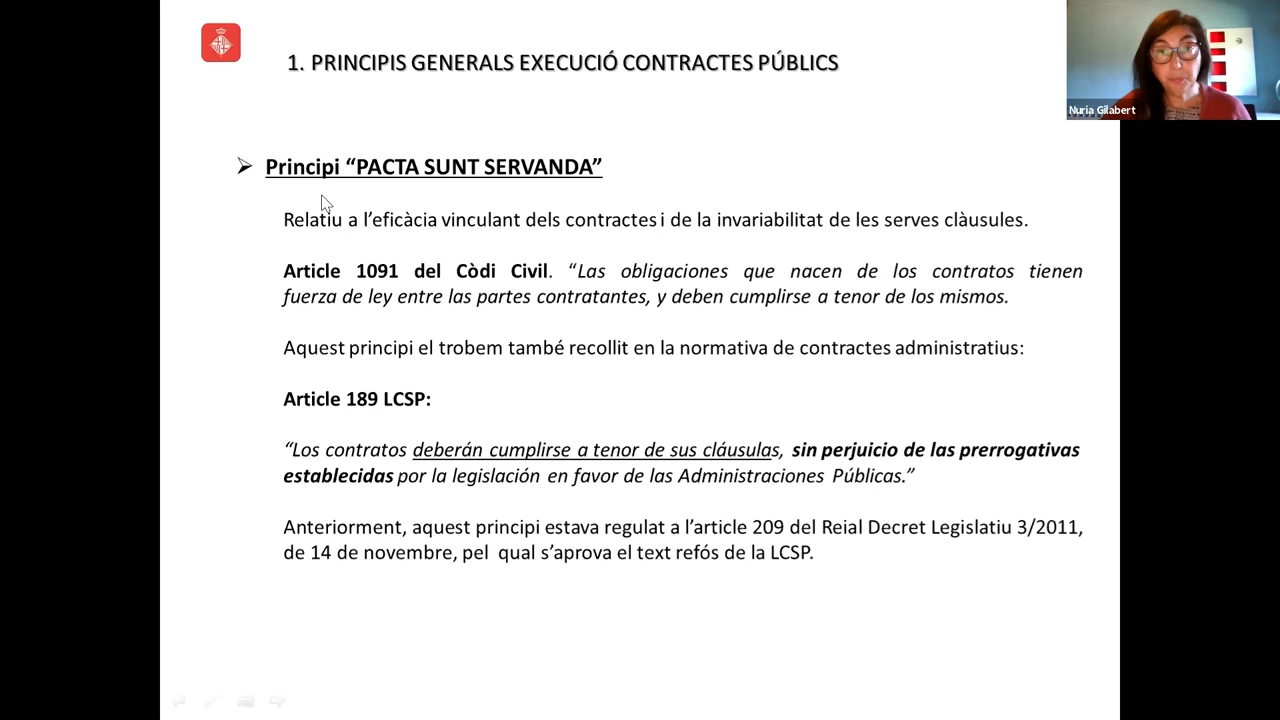 1. PRINCIPIS GENERALS EXECUCIÓ CONTRACTES PÚBLICS
Nuria Gilabert
Principi “PACTA SUNT SERVANDA”
Relatiu a l’eficàcia vinculant dels contractes i de la invariabilitat de les serves clàusules.
Article 1091 del Còdi Civil. “Las obligaciones que nacen de los contratos tienen
fuerza de ley entre las partes contratantes, y deben cumplirse a tenor de los mismos.
Aquest principi el trobem també recollit en la normativa de contractes administratius:
Article 189 LCSP:
“Los contratos deberán cumplirse a tenor de sus cláusulas, sin perjuicio de las prerrogativas
establecidas por la legislación en favor de las Administraciones Públicas.”
Anteriorment, aquest principi estava regulat a l’article 209 del Reial Decret Legislatiu 3/2011,
de 14 de novembre, pel qual s’aprova el text refós de la LCSP.